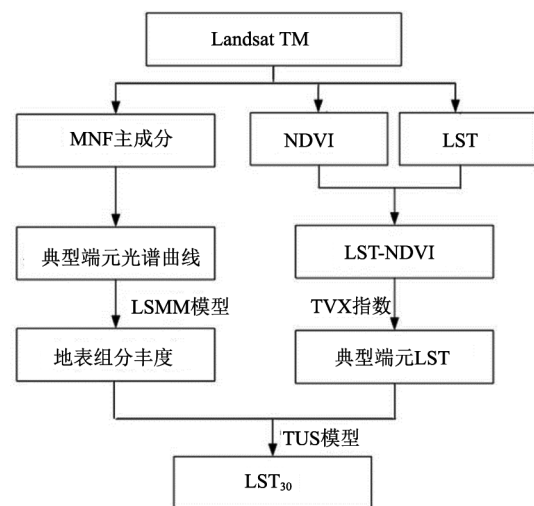 Landsat TM
MNF主成分
NDVI
LST
典型端元光谱曲线
LST-NDVI
LSMM模型
TVX指数
地表组分丰度
典型端元LST
TUS模型
LST₃₀